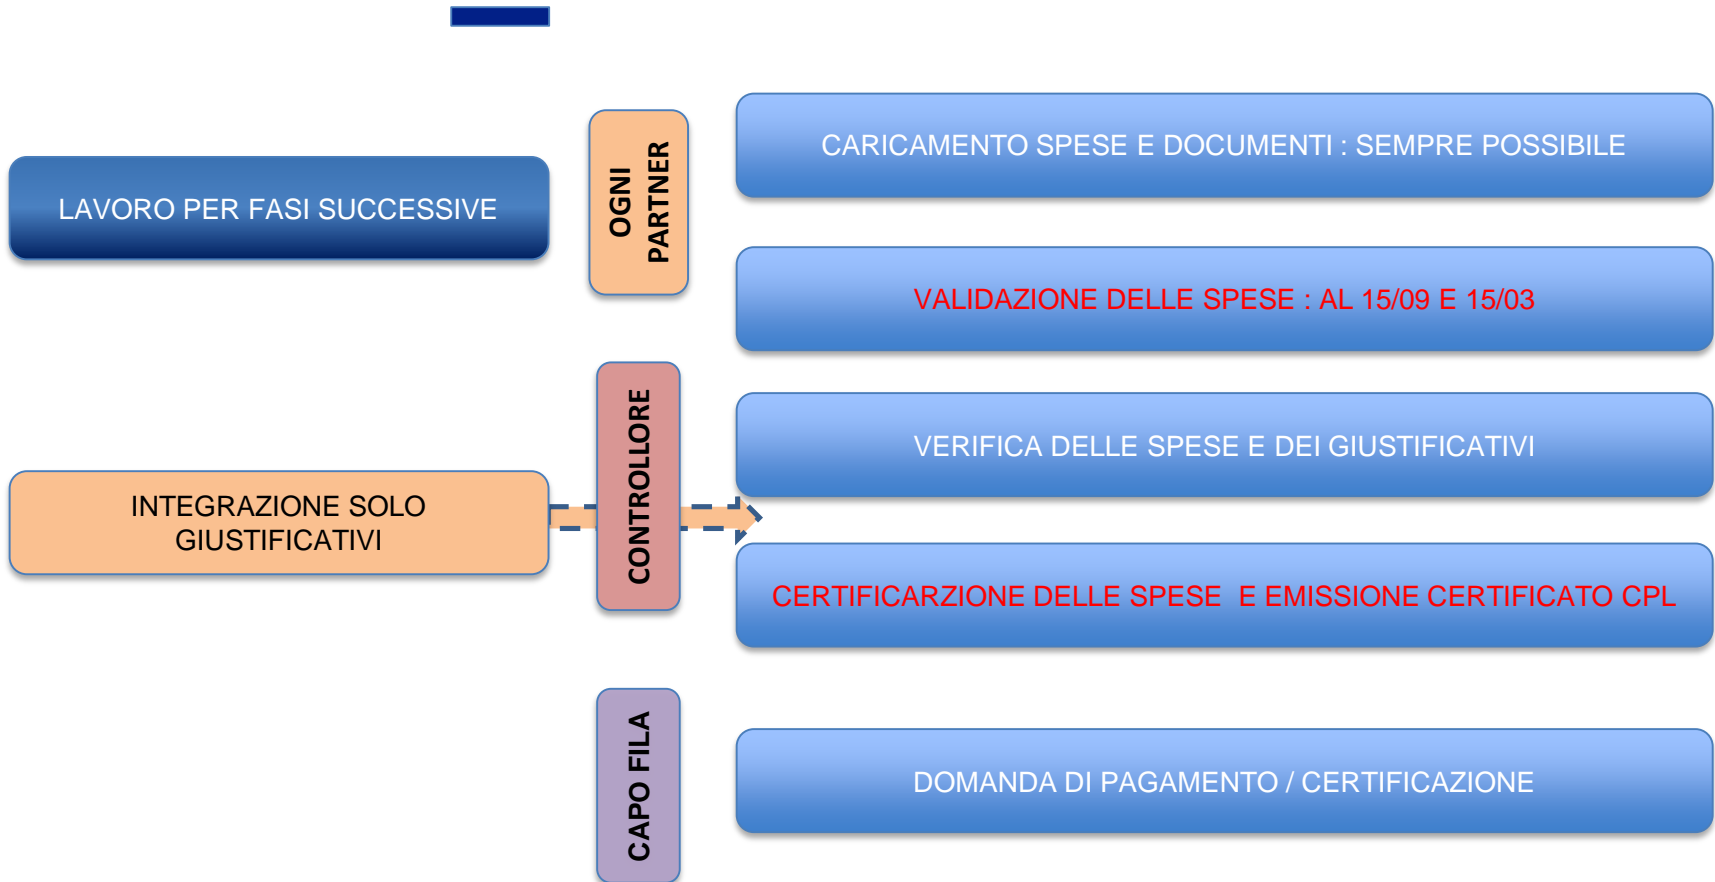 LAVORO PER FASI SUCCESSIVE
OGNI
PARTNER
CARICAMENTO SPESE E DOCUMENTI : SEMPRE POSSIBILE
VALIDAZIONE DELLE SPESE : AL 15/09 E 15/03
INTEGRAZIONE SOLO
GIUSTIFICATIVI
CONTROLLORE
VERIFICA DELLE SPESE E DEI GIUSTIFICATIVI
CERTIFICARZIONE DELLE SPESE  E EMISSIONE CERTIFICATO CPL
CAPO FILA
DOMANDA DI PAGAMENTO / CERTIFICAZIONE